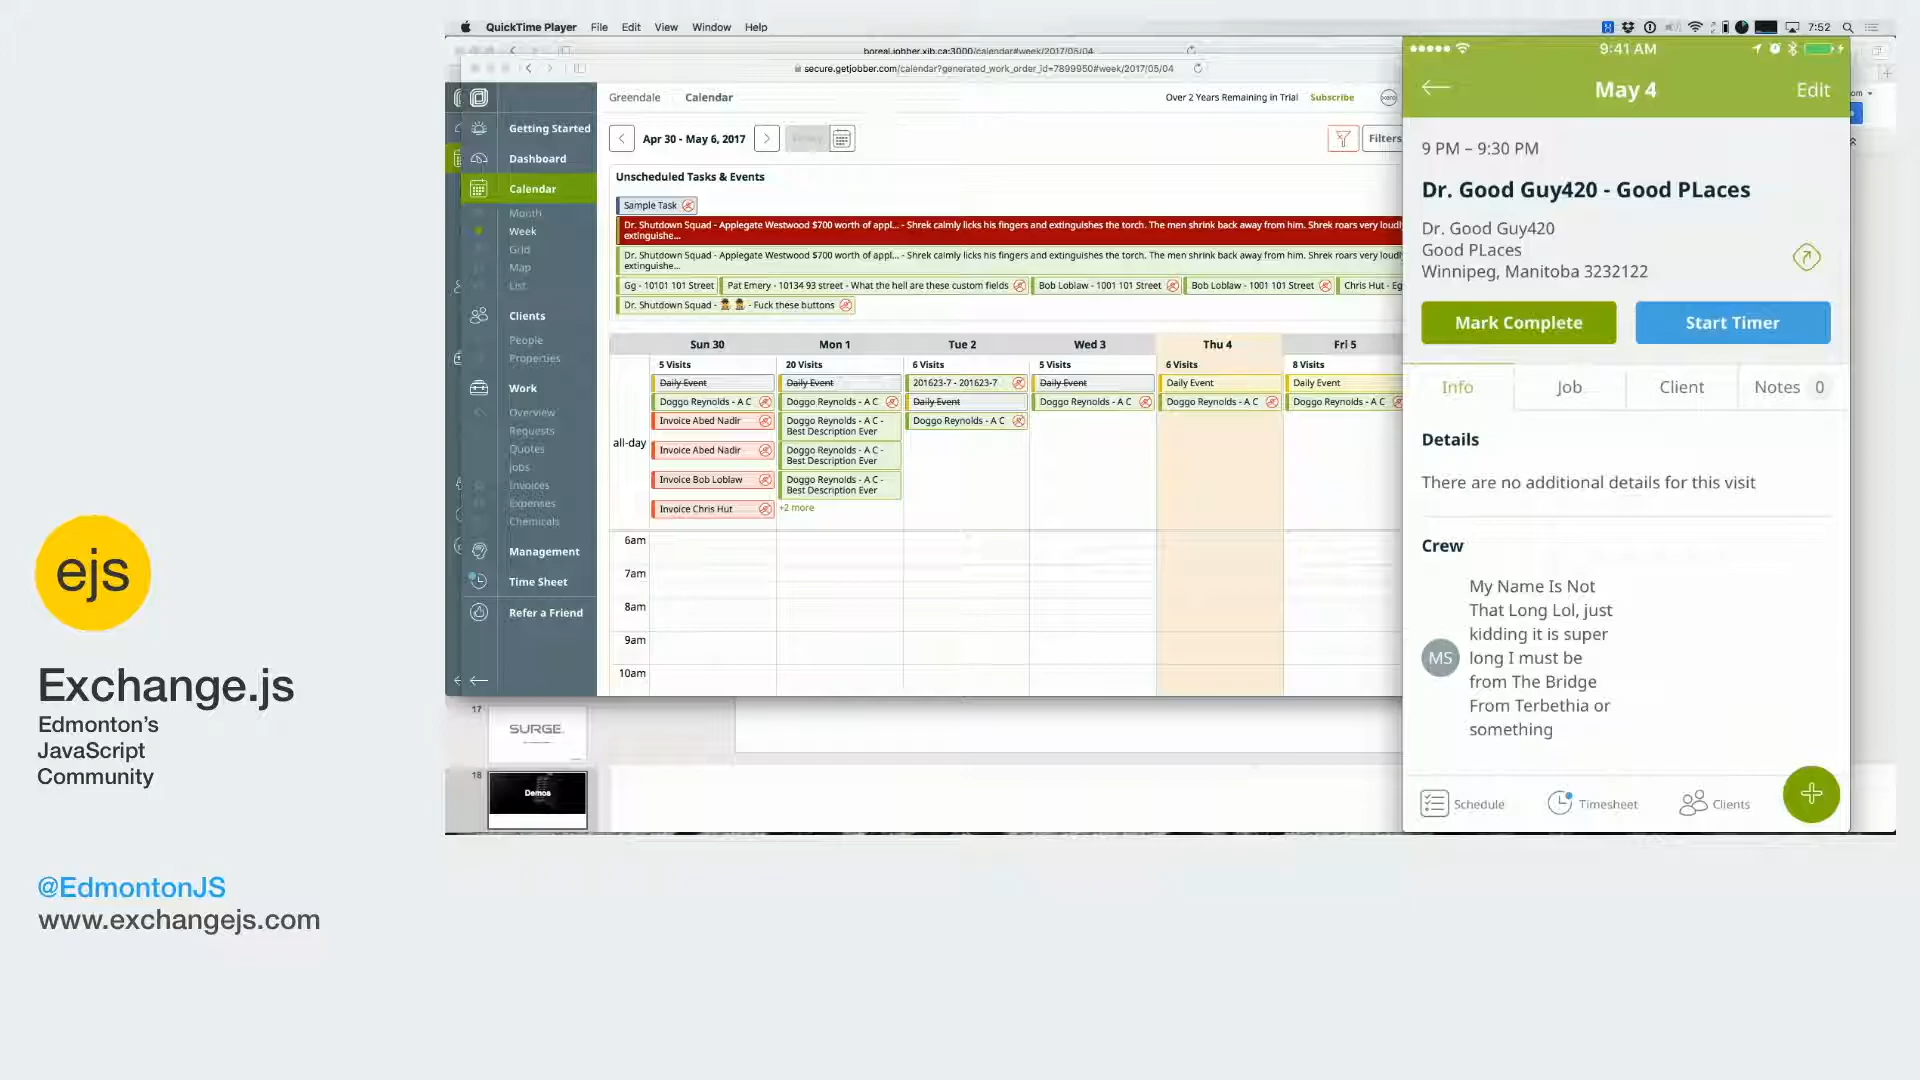 QuickTime Player File Edit View Window Help
7:52
boreal.jobber.xib.ca:3000/calendar#week/2017/05/04
secure.getjobber.com/calendar?generated_work_order_id=7899950#week/2017/05/04
Greendale Calendar
Over 2 Years Remaining in Trial Subscribe
Getting Started
Dashboard
Calendar
Month
Week
Grid
Map
List
Clients
People
Properties
Work
Overview
Requests
Quotes
Jobs
Invoices
Expenses
Chemicals
Management
Time Sheet
Refer a Friend
Apr 30 - May 6, 2017
Filters
Unscheduled Tasks & Events
Sample Task
Dr. Shutdown Squad - Applegate Westwood $700 worth of appl... - Shrek calmly licks his fingers and extinguishes the torch. The men shrink back away from him. Shrek roars very loudl
extinguishe...
Dr. Shutdown Squad - Applegate Westwood $700 worth of appl... - Shrek calmly licks his fingers and extinguishes the torch. The men shrink back away from him. Shrek roars very loudl
extinguishe...
Gg - 10101 101 Street Pat Emery - 10134 93 street - What the hell are these custom fields Bob Loblaw - 1001 101 Street Bob Loblaw - 1001 101 Street Chris Hut - Eg
Dr. Shutdown Squad - - Fuck these buttons
Sun 30 Mon 1 Tue 2 Wed 3 Thu 4 Fri 5
5 Visits 20 Visits 6 Visits 5 Visits 6 Visits 8 Visits
Daily Event Daily Event 201623-7 - 201623-7 Daily Event Daily Event Daily Event
Doggo Reynolds - A C Doggo Reynolds - A C Daily Event Doggo Reynolds - A C Doggo Reynolds - A C Doggo Reynolds - A C
Invoice Abed Nadir Doggo Reynolds - A C - Doggo Reynolds - A C
Best Description Ever
all-day
Invoice Abed Nadir Doggo Reynolds - A C -
Best Description Ever
Invoice Bob Loblaw Doggo Reynolds - A C -
Best Description Ever
Invoice Chris Hut +2 more
6am
7am
8am
9am
10am
17
SURGE
18
Demos
9:41 AM
May 4 Edit
9 PM – 9:30 PM
Dr. Good Guy420 - Good PLaces
Dr. Good Guy420
Good PLaces
Winnipeg, Manitoba 3232122
Mark Complete Start Timer
Info Job Client Notes 0
Details
There are no additional details for this visit
Crew
MS
My Name Is Not
That Long Lol, just
kidding it is super
long I must be
from The Bridge
From Terbethia or
something
Schedule Timesheet Clients
ejs
Exchange.js
Edmonton’s
JavaScript
Community
@EdmontonJS
www.exchangejs.com